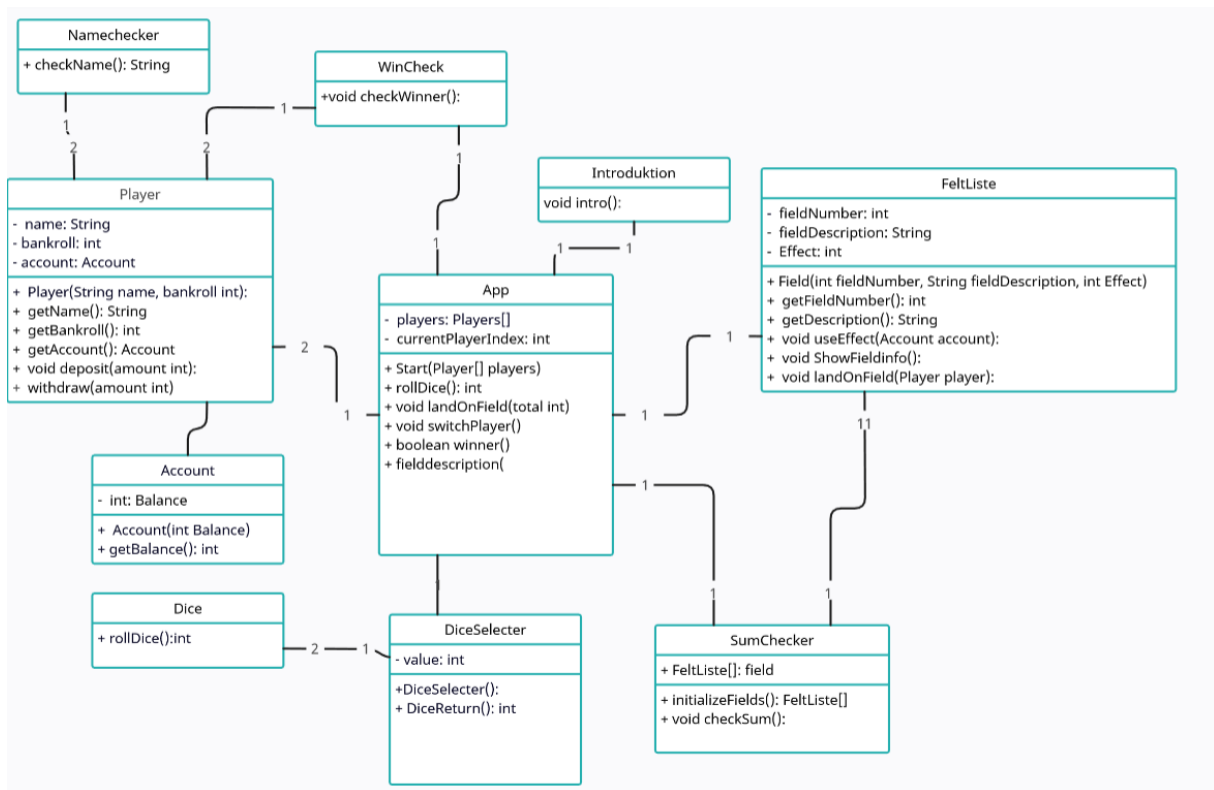 Namechecker
+ checkName(): String
1
2
WinCheck
+void checkWinner():
1
2
1
1
Introduktion
void intro():
1
1
FeltListe
- fieldNumber: int
- fieldDescription: String
- Effect: int
+ Field(int fieldNumber, String fieldDescription, int Effect)
+ getFieldNumber(): int
+ getDescription(): String
+ void useEffect(Account account):
+ void ShowFieldinfo():
+ void landOnField(Player player):
Player
- name: String
- bankroll: int
- account: Account
+ Player(String name, bankroll int):
+ getName(): String
+ getBankroll(): int
+ getAccount(): Account
+ void deposit(amount int):
+ withdraw(amount int)
2
1
App
- players: Players[]
- currentPlayerIndex: int
+ Start(Player[] players)
+ rollDice(): int
+ void landOnField(total int)
+ void switchPlayer()
+ boolean winner()
+ fielddescription(
1
1
11
1
1
1
1
Account
- int: Balance
+ Account(int Balance)
+ getBalance(): int
Dice
+ rollDice():int
2
1
DiceSelecter
- value: int
+DiceSelecter():
+ DiceReturn(): int
SumChecker
+ FeltListe[]: field
+ initializeFields(): FeltListe[]
+ void checkSum():